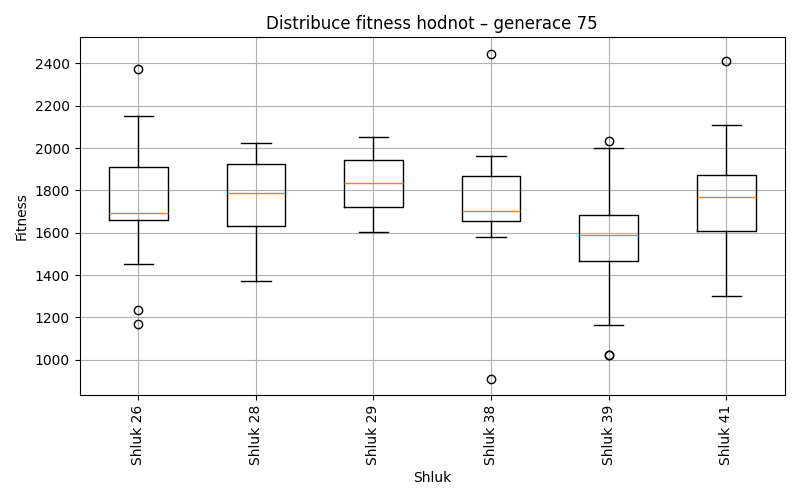 Distribuce fitness hodnot – generace 75
Fitness
2400
2200
2000
1800
1600
1400
1200
1000
Shluk 26
Shluk 28
Shluk 29
Shluk 38
Shluk 39
Shluk 41
Shluk